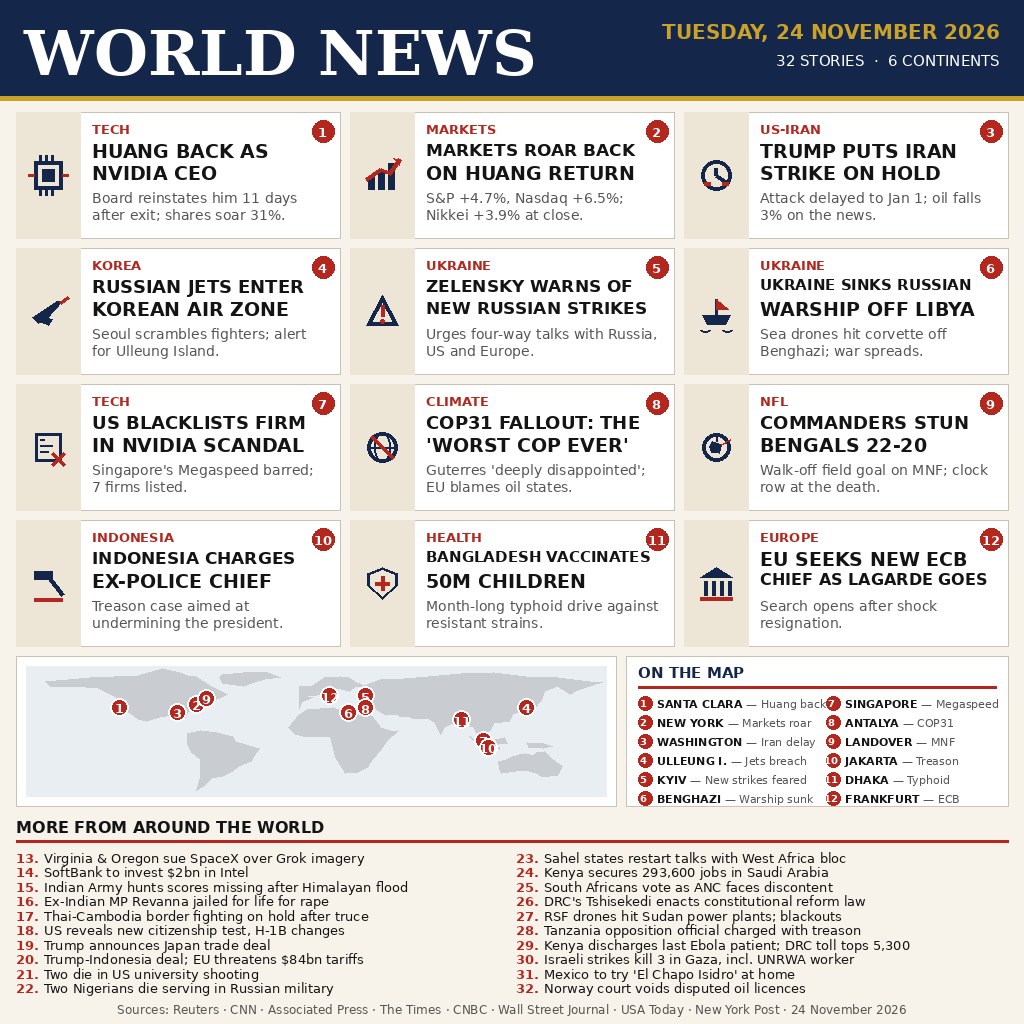 WORLD NEWS
TUESDAY, 24 NOVEMBER 2026
32 STORIES · 6 CONTINENTS
TECH
1
HUANG BACK AS
NVIDIA CEO
Board reinstates him 11 days
after exit; shares soar 31%.
MARKETS
2
MARKETS ROAR BACK
ON HUANG RETURN
S&P +4.7%, Nasdaq +6.5%;
Nikkei +3.9% at close.
US-IRAN
3
TRUMP PUTS IRAN
STRIKE ON HOLD
Attack delayed to Jan 1; oil falls
3% on the news.
KOREA
4
RUSSIAN JETS ENTER
KOREAN AIR ZONE
Seoul scrambles fighters; alert
for Ulleung Island.
UKRAINE
5
ZELENSKY WARNS OF
NEW RUSSIAN STRIKES
Urges four-way talks with Russia,
US and Europe.
UKRAINE
6
UKRAINE SINKS RUSSIAN
WARSHIP OFF LIBYA
Sea drones hit corvette off
Benghazi; war spreads.
TECH
7
US BLACKLISTS FIRM
IN NVIDIA SCANDAL
Singapore's Megaspeed barred;
7 firms listed.
CLIMATE
8
COP31 FALLOUT: THE
'WORST COP EVER'
Guterres 'deeply disappointed';
EU blames oil states.
NFL
9
COMMANDERS STUN
BENGALS 22-20
Walk-off field goal on MNF; clock
row at the death.
INDONESIA
10
INDONESIA CHARGES
EX-POLICE CHIEF
Treason case aimed at
undermining the president.
HEALTH
11
BANGLADESH VACCINATES
50M CHILDREN
Month-long typhoid drive against
resistant strains.
EUROPE
12
EU SEEKS NEW ECB
CHIEF AS LAGARDE GOES
Search opens after shock
resignation.
1
3
2
9
12
6
5
8
11
7
10
4
ON THE MAP
1 SANTA CLARA — Huang back
2 NEW YORK — Markets roar
3 WASHINGTON — Iran delay
4 ULLEUNG I. — Jets breach
5 KYIV — New strikes feared
6 BENGHAZI — Warship sunk
7 SINGAPORE — Megaspeed
8 ANTALYA — COP31
9 LANDOVER — MNF
10 JAKARTA — Treason
11 DHAKA — Typhoid
12 FRANKFURT — ECB
MORE FROM AROUND THE WORLD
13. Virginia & Oregon sue SpaceX over Grok imagery
14. SoftBank to invest $2bn in Intel
15. Indian Army hunts scores missing after Himalayan flood
16. Ex-Indian MP Revanna jailed for life for rape
17. Thai-Cambodia border fighting on hold after truce
18. US reveals new citizenship test, H-1B changes
19. Trump announces Japan trade deal
20. Trump-Indonesia deal; EU threatens $84bn tariffs
21. Two die in US university shooting
22. Two Nigerians die serving in Russian military
23. Sahel states restart talks with West Africa bloc
24. Kenya secures 293,600 jobs in Saudi Arabia
25. South Africans vote as ANC faces discontent
26. DRC's Tshisekedi enacts constitutional reform law
27. RSF drones hit Sudan power plants; blackouts
28. Tanzania opposition official charged with treason
29. Kenya discharges last Ebola patient; DRC toll tops 5,300
30. Israeli strikes kill 3 in Gaza, incl. UNRWA worker
31. Mexico to try 'El Chapo Isidro' at home
32. Norway court voids disputed oil licences
Sources: Reuters · CNN · Associated Press · The Times · CNBC · Wall Street Journal · USA Today · New York Post · 24 November 2026